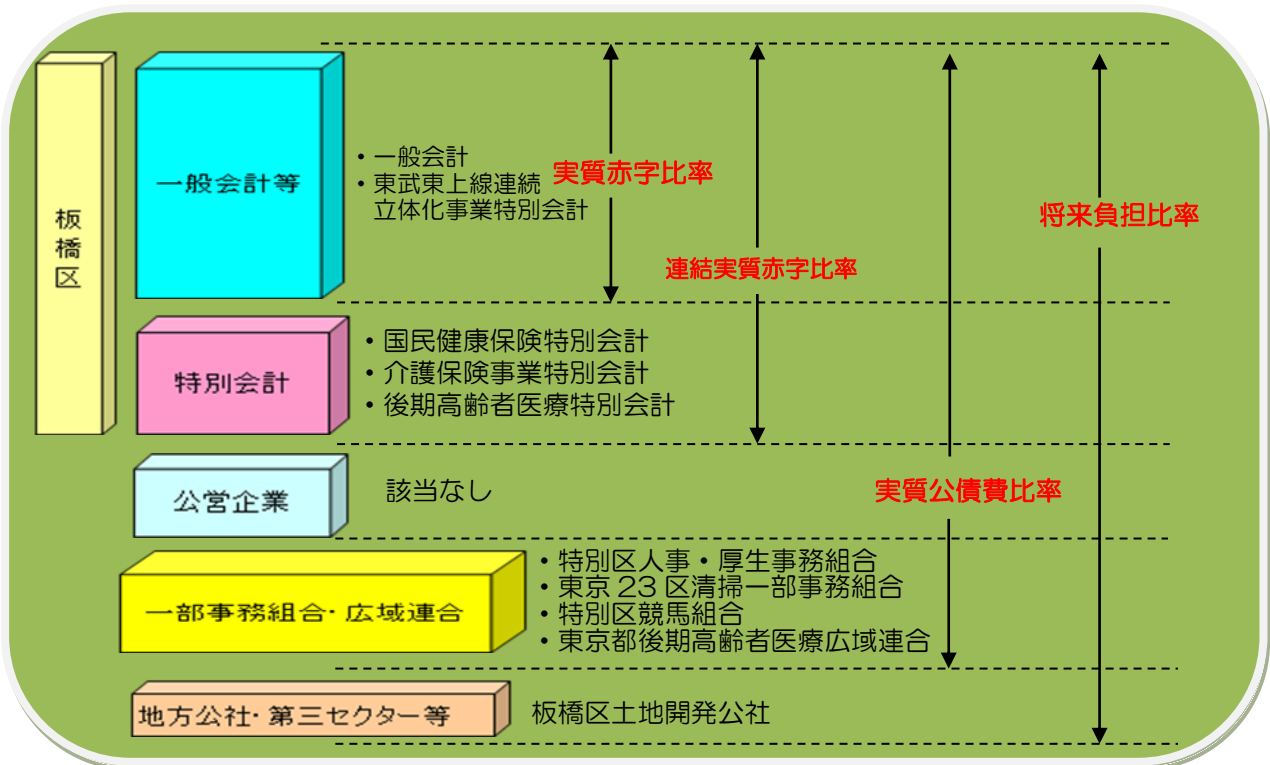 板橋区
一般会計等
・一般会計
・東武東上線連続
立体化事業特別会計
実質赤字比率
連結実質赤字比率
将来負担比率
特別会計
・国民健康保険特別会計
・介護保険事業特別会計
・後期高齢者医療特別会計
公営企業
該当なし
実質公債費比率
一部事務組合・広域連合
・特別区人事・厚生事務組合
・東京23区清掃一部事務組合
・特別区競馬組合
・東京都後期高齢者医療広域連合
地方公社・第三セクター等
板橋区土地開発公社